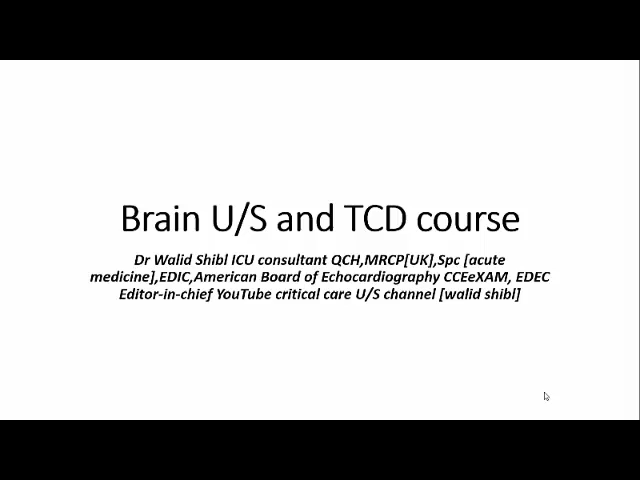 Brain U/S and TCD course
Dr Walid Shibl ICU consultant QCH,MRCP[UK],Spc [acute
medicine],EDIC,American Board of Echocardiography CCEeXAM, EDEC
Editor-in-chief YouTube critical care U/S channel [walid shibl]